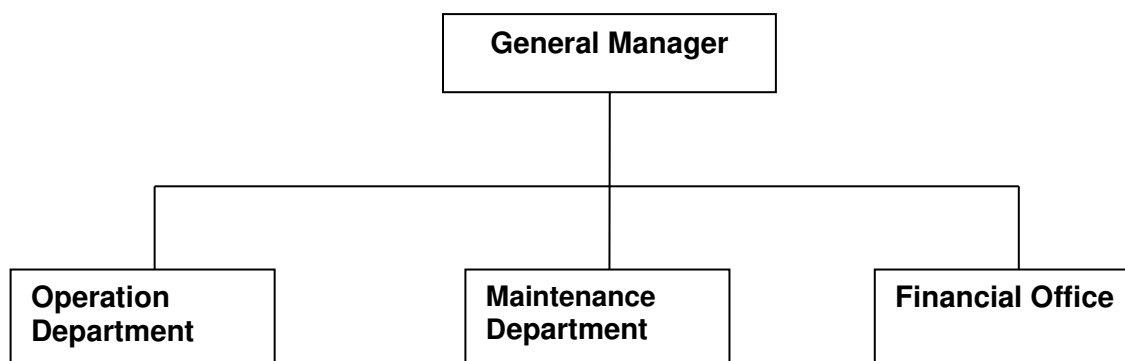 General Manager
Operation
Department
Maintenance
Department
Financial Office